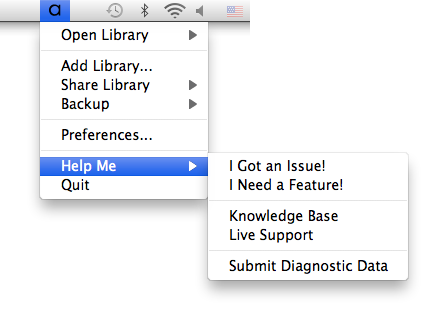 a
Open Library
Add Library...
Share Library
Backup
Preferences...
Help Me
Quit
I Got an Issue!
I Need a Feature!
Knowledge Base
Live Support
Submit Diagnostic Data